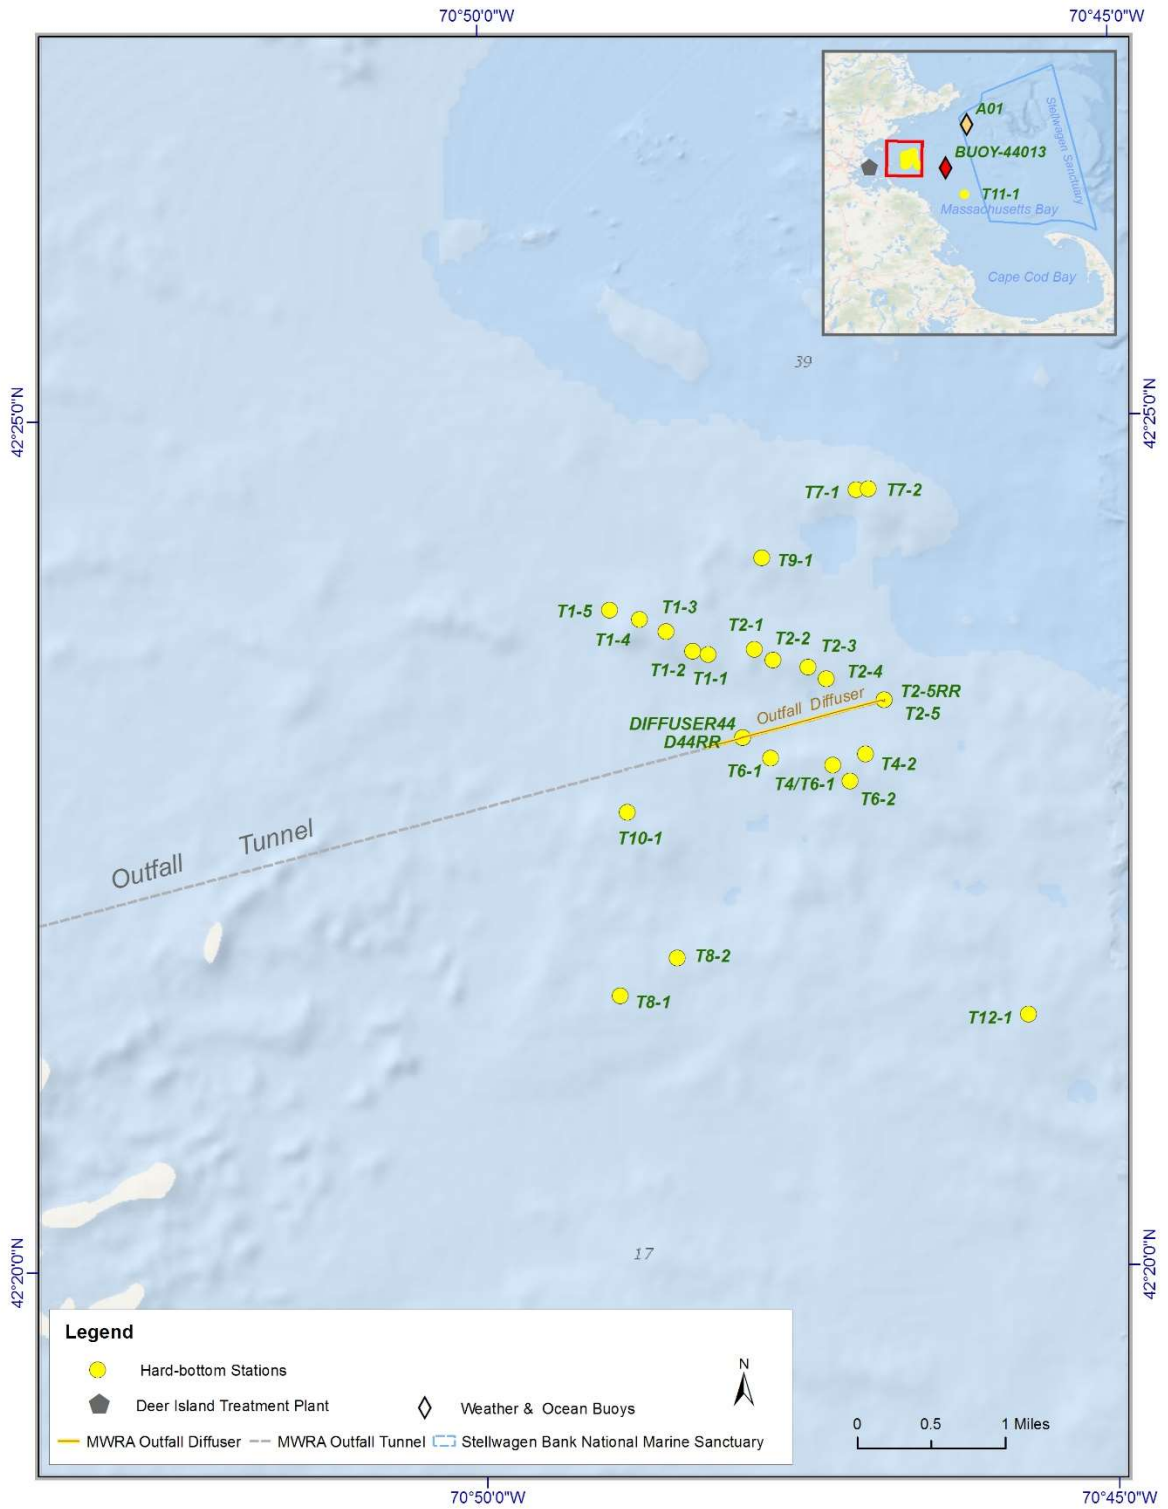 70°50'0"W
70°45'0"W
A01
BUOY-44013
T11-1
Stellwagen Sanctuary
Massachusetts Bay
Cape Cod Bay
39
42°25'0"N
42°25'0"N
T7-1
T7-2
T9-1
T1-5
T1-3
T1-4
T2-1
T2-2
T2-3
T1-2
T1-1
T2-4
T2-5RR
T2-5
Outfall Diffuser
DIFFUSER44
D44RR
T6-1
T4/T6-1
T4-2
T6-2
T10-1
Outfall Tunnel
T8-2
T8-1
T12-1
17
42°20'0"N
42°20'0"N
Legend
Hard-bottom Stations
Deer Island Treatment Plant
Weather & Ocean Buoys
MWRA Outfall Diffuser
MWRA Outfall Tunnel
Stellwagen Bank National Marine Sanctuary
N
0 0.5 1 Miles
70°50'0"W
70°45'0"W